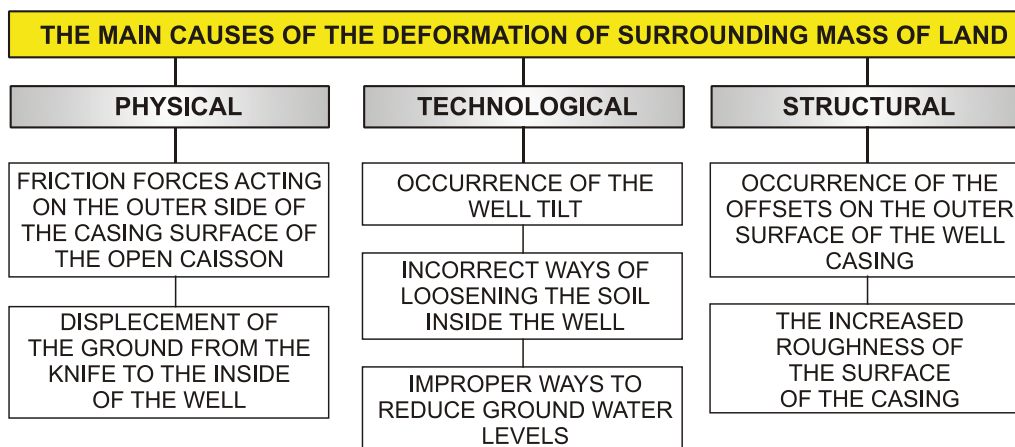 THE MAIN CAUSES OF THE DEFORMATION OF SURROUNDING MASS OF LAND
PHYSICAL
FRICTION FORCES ACTING
ON THE OUTER SIDE OF
THE CASING SURFACE OF
THE OPEN CAISSON
DISPLECEMENT OF
THE GROUND FROM THE
KNIFE TO THE INSIDE
OF THE WELL
TECHNOLOGICAL
OCCURRENCE OF THE
WELL TILT
INCORRECT WAYS OF
LOOSENING THE SOIL
INSIDE THE WELL
IMPROPER WAYS TO
REDUCE GROUND WATER
LEVELS
STRUCTURAL
OCCURRENCE OF THE
OFFSETS ON THE OUTER
SURFACE OF THE WELL
CASING
THE INCREASED
ROUGHNESS OF
THE SURFACE
OF THE CASING